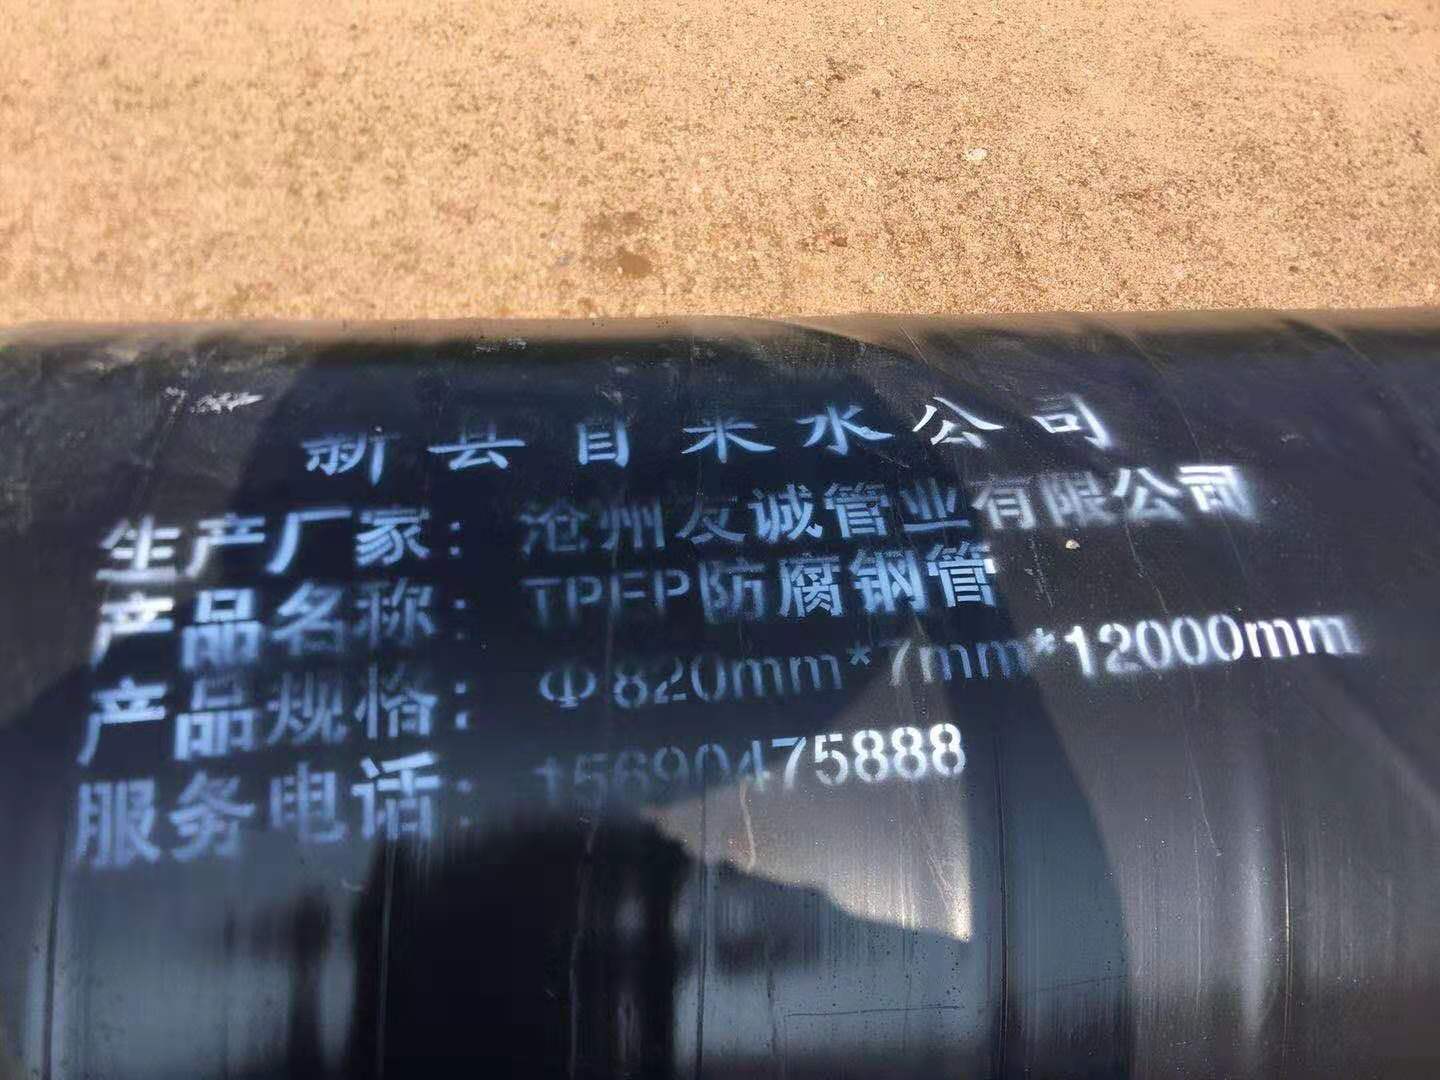 新县自来水公司
生产厂家：沧州友诚管业有限公司
产品名称：TPEP防腐钢管
产品规格：Φ820mm*7mm*12000mm
服务电话：15690475888